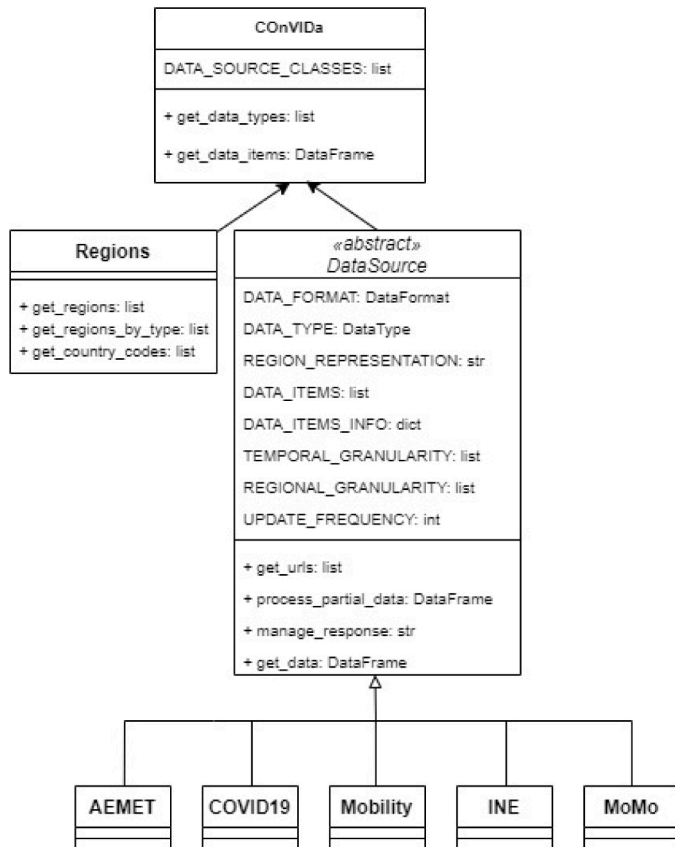 COnVIDa
DATA_SOURCE_CLASSES: list
+ get_data_types: list
+ get_data_items: DataFrame
Regions
+ get_regions: list
+ get_regions_by_type: list
+ get_country_codes: list
«abstract»
DataSource
DATA_FORMAT: DataFormat
DATA_TYPE: DataType
REGION_REPRESENTATION: str
DATA_ITEMS: list
DATA_ITEMS_INFO: dict
TEMPORAL_GRANULARITY: list
REGIONAL_GRANULARITY: list
UPDATE_FREQUENCY: int
+ get_urls: list
+ process_partial_data: DataFrame
+ manage_response: str
+ get_data: DataFrame
AEMET
COVID19
Mobility
INE
MoMo